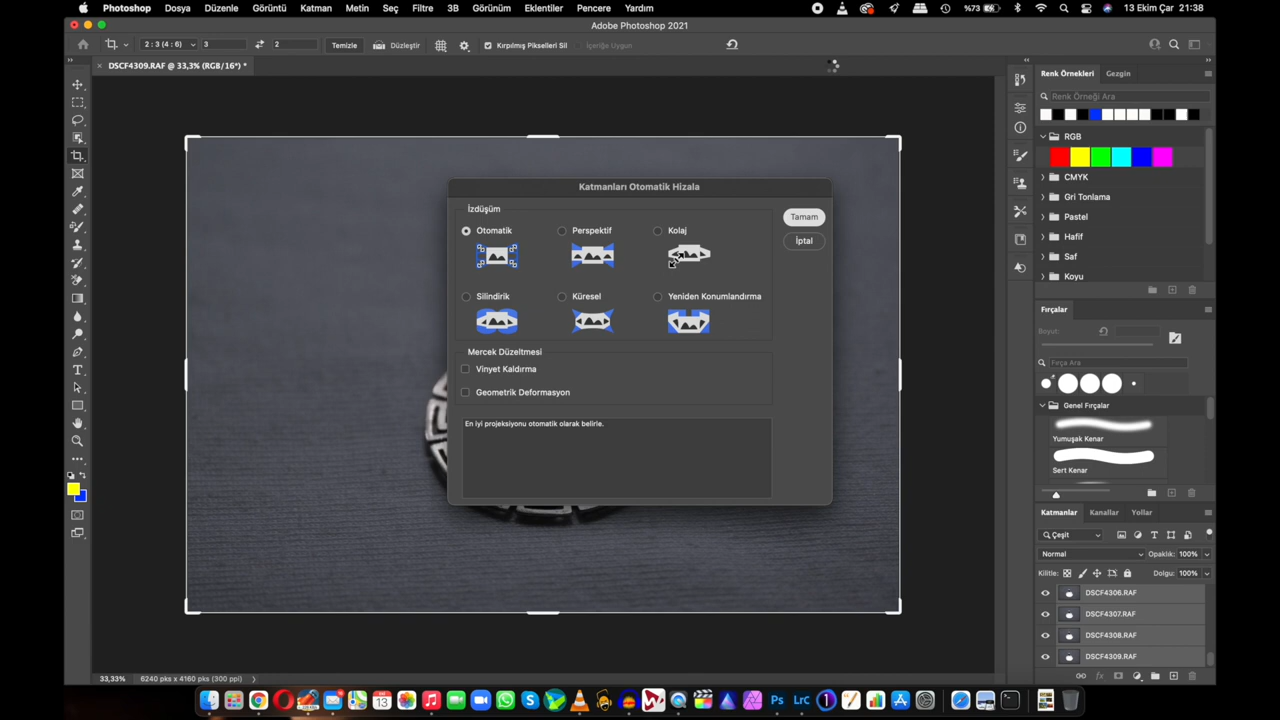 Photoshop Dosya Düzenle Görüntü Katman Metin Seç Filtre 3B Görünüm Eklentiler Pencere Yardım %73 13 Ekim Çar 21:38
Adobe Photoshop 2021
2 : 3 (4 : 6) 3 2 Temizle Düzleştir Kırpılmış Pikselleri Sil İçeriğe Uygun
DSCF4309.RAF @ 33,3% (RGB/16*) *
Renk Örnekleri Gezgin
Renk Örneği Ara
RGB
CMYK
Gri Tonlama
Pastel
Hafif
Saf
Koyu
Katmanları Otomatik Hizala
İzdüşüm
Otomatik Perspektif Kolaj
Silindirik Küresel Yeniden Konumlandırma
Mercek Düzeltmesi
Vinyet Kaldırma
Geometrik Deformasyon
En iyi projeksiyonu otomatik olarak belirle.
Tamam
İptal
Fırçalar
Boyut:
Fırça Ara
Genel Fırçalar
Yumuşak Kenar
Sert Kenar
Katmanlar Kanallar Yollar
Çeşit
Normal Opaklık: 100%
Kilitle: Dolgu: 100%
DSCF4306.RAF
DSCF4307.RAF
DSCF4308.RAF
DSCF4309.RAF
33,33% 6240 pks x 4160 pks (300 ppi)
Ps LrC